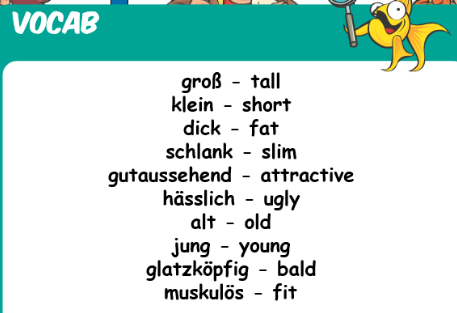 VOCAB
groß - tall
klein - short
dick - fat
schlank - slim
gutaussehend - attractive
hässlich - ugly
alt - old
jung - young
glatzköpfig - bald
muskulös - fit